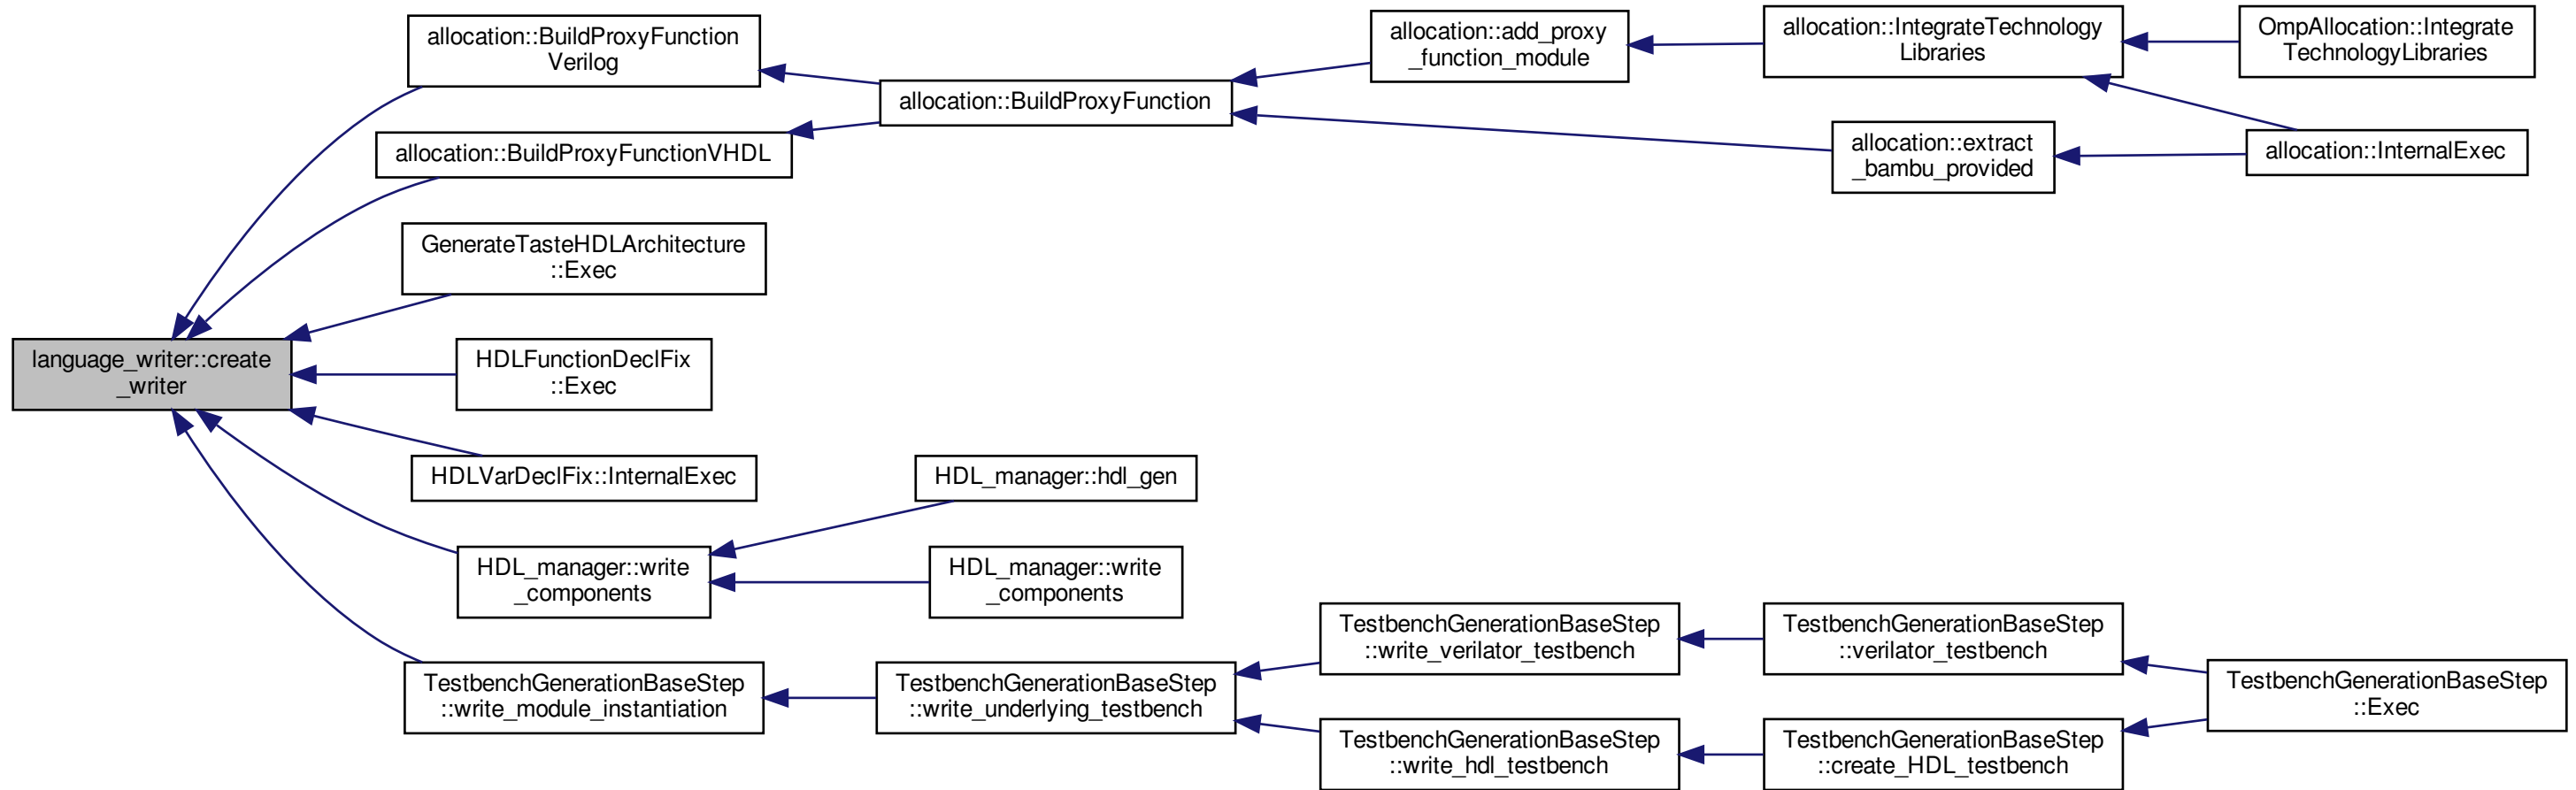 allocation::BuildProxyFunction
Verilog
allocation::add_proxy
_function_module
allocation::IntegrateTechnology
Libraries
OmpAllocation::Integrate
TechnologyLibraries
allocation::BuildProxyFunction
allocation::BuildProxyFunctionVHDL
allocation::extract
_bambu_provided
allocation::InternalExec
GenerateTasteHDLArchitecture
::Exec
language_writer::create
_writer
HDLFunctionDeclFix
::Exec
HDLVarDeclFix::InternalExec
HDL_manager::hdl_gen
HDL_manager::write
_components
HDL_manager::write
_components
TestbenchGenerationBaseStep
::write_module_instantiation
TestbenchGenerationBaseStep
::write_underlying_testbench
TestbenchGenerationBaseStep
::write_verilator_testbench
TestbenchGenerationBaseStep
::verilator_testbench
TestbenchGenerationBaseStep
::write_hdl_testbench
TestbenchGenerationBaseStep
::create_HDL_testbench
TestbenchGenerationBaseStep
::Exec